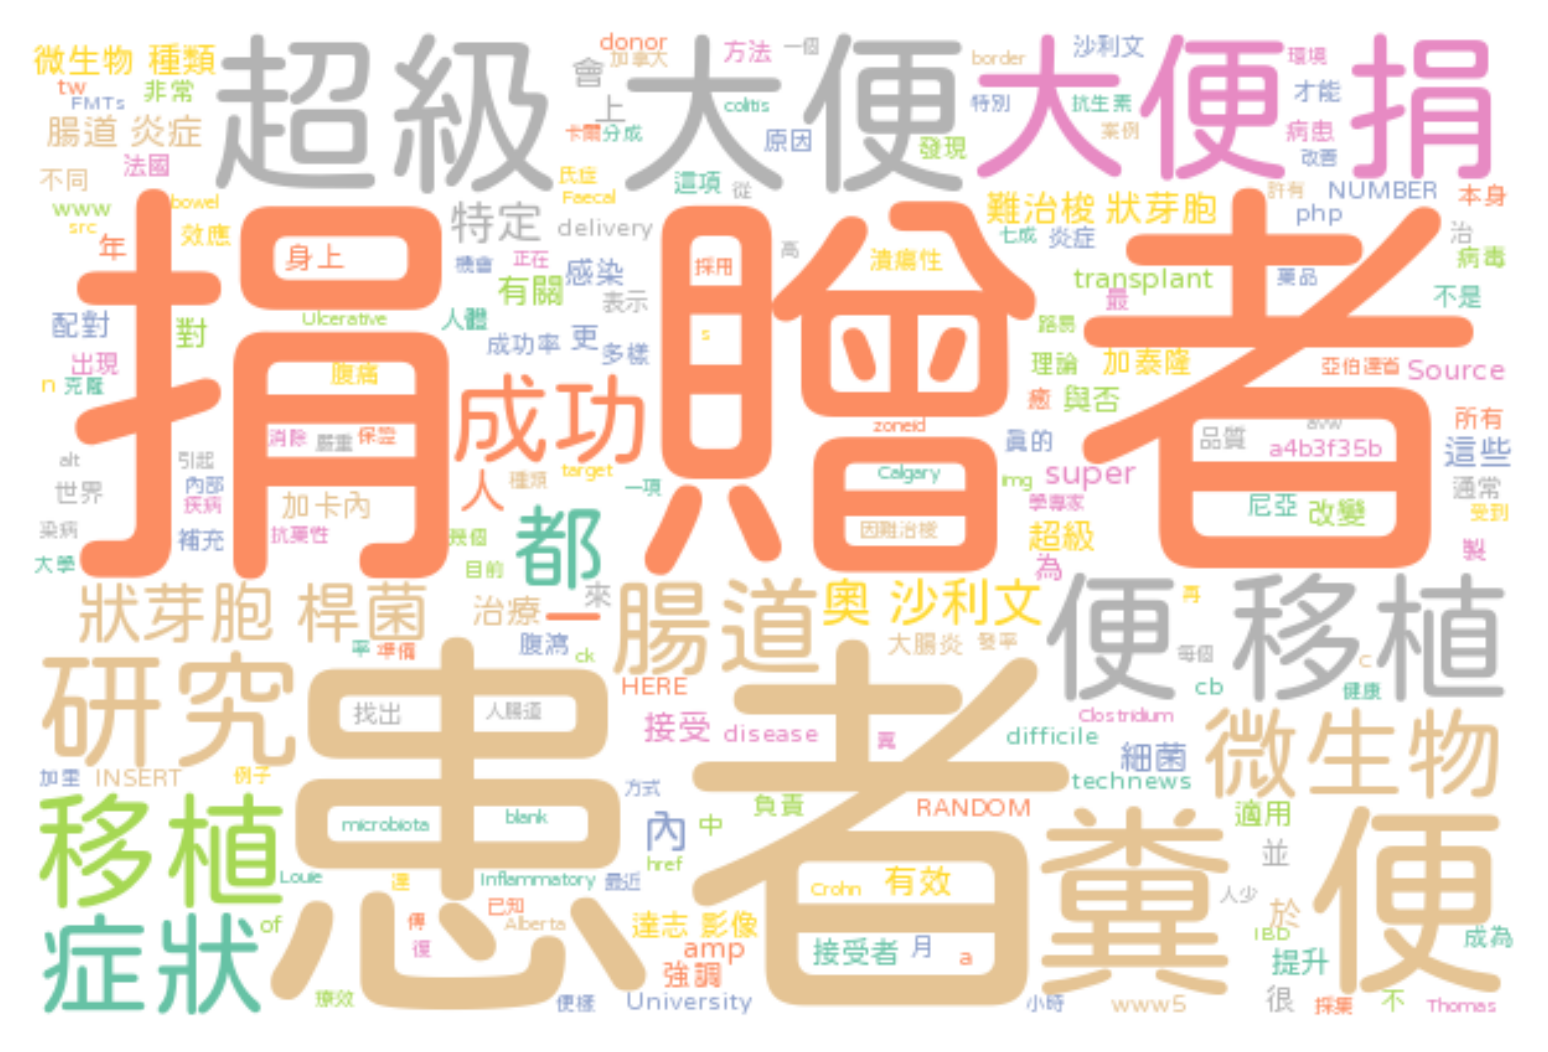 微生物 種類
超級
donor
加拿大
方法
一個
大便
大便 捐
沙利文
border
環境
tw
FMTs
非常
會
上
colitis
特別
抗生素
才能
腸道 炎症
卡爾
分成
原因
發現
案例
病患
改善
法國
不同
氏症
Faecal
這項
從
許有
NUMBER
本身
www
src
bowel
效應
年
特定
delivery
難治梭 狀芽胞
php
七成
炎症
治
病毒
捐贈者
身上
機會
正在
感染
採用
高
潰瘍性
transplant
最
藥品
不是
有關
表示
配對
對
Ulcerative
人體
成功率
更
多樣
s
路易
理論
加泰隆
亞伯達省
Source
出現
n
克隆
腹痛
成功
癒
與否
所有
消除
嚴重
保證
zoneid
真的
品質
a4b3f35b
這些
alt
引起
世界
內部
疾病
人
種類
target
一項
Calgary
img
super
通常
加卡內
學專家
尼亞
改變
受到
染病
補充
抗藥性
幾個
都
因難治梭
超級
製
大學
目前
為
狀芽胞 桿菌
治療
一
來
腸道
奧 沙利文
便 移植
再
率
準備
腹瀉
ck
大腸炎
發平
每個
c
研究
患者
HERE
cb
健康
找出
人腸道
接受
disease
糞
Clostridium
difficile
細菌
微生物
加里
INSERT
例子
方式
technews
移植
microbiota
blank
內
中
負責
RANDOM
糞便
適用
href
並
Louie
達
Inflammatory
最近
Crohn
有效
人少
症狀
of
傳
復
已知
Alberta
達志 影像
amp
接受者
月
a
於
IBD
提升
成為
強調
療效
便樣
University
小時
www5
很
採集
不
Thomas